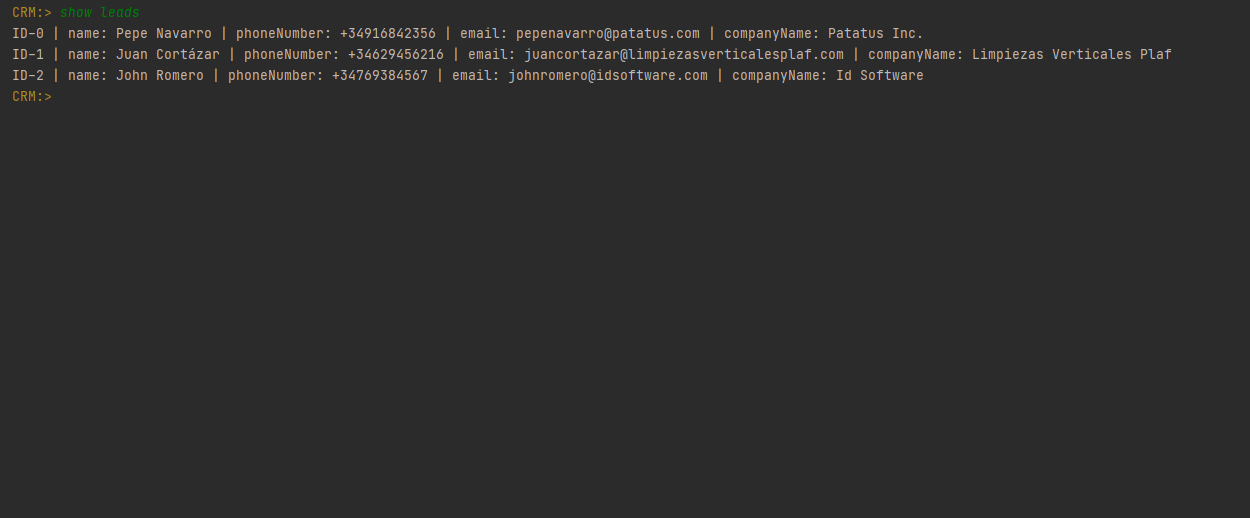 CRM:> show leads
ID-0 | name: Pepe Navarro | phoneNumber: +34916842356 | email: pepenavarro@patatus.com | companyName: Patatus Inc.
ID-1 | name: Juan Cortázar | phoneNumber: +34629456216 | email: juancortazar@limpiezasverticalesplaf.com | companyName: Limpiezas Verticales Plaf
ID-2 | name: John Romero | phoneNumber: +34769384567 | email: johnromero@idsoftware.com | companyName: Id Software
CRM:>